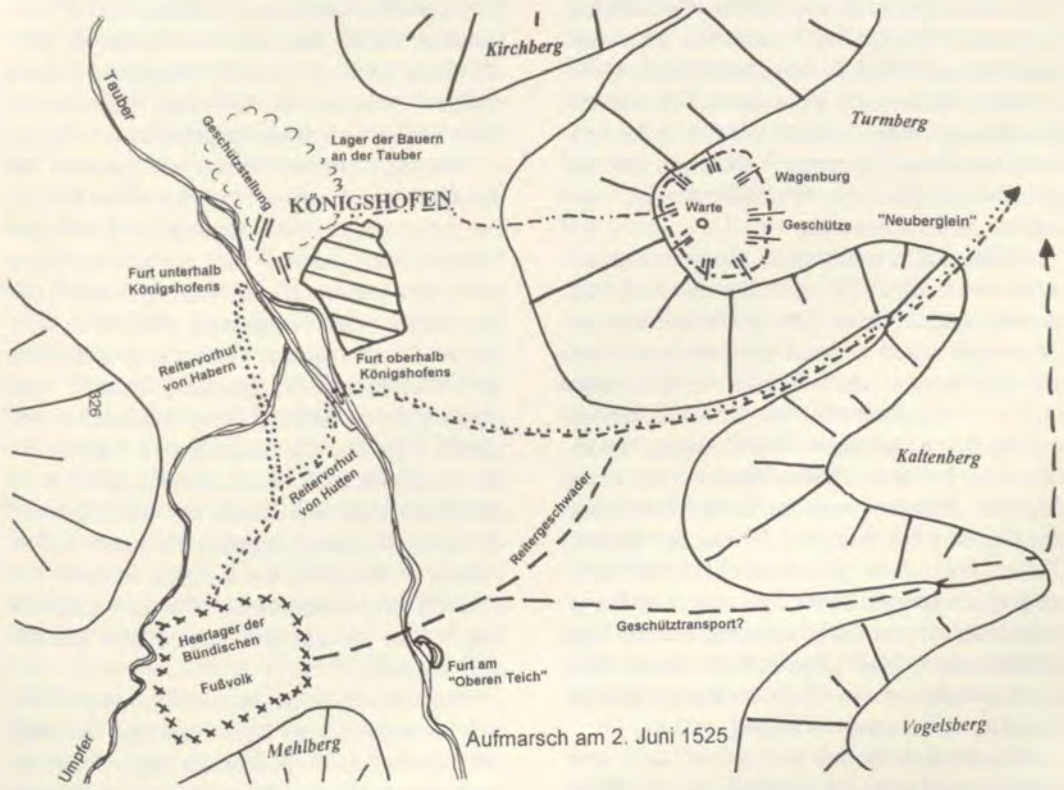 Kirchberg
Tauber
Turmberg
Geschützstellung
Lager der Bauern
an der Tauber
Wagenburg
KÖNIGSHOFEN
Warte
Geschütze
"Neuberglein"
Furt unterhalb
Königshofens
Furt oberhalb
Königshofens
Reitervorhut
von Habern
326
Reitervorhut
von Hutten
Kaltenberg
Reitergeschwader
Geschütztransport?
Heerlager der
Bündischen
Fußvolk
Furt am
"Oberen Teich"
Umpfer
Mehlberg
Aufmarsch am 2. Juni 1525
Vogelsberg